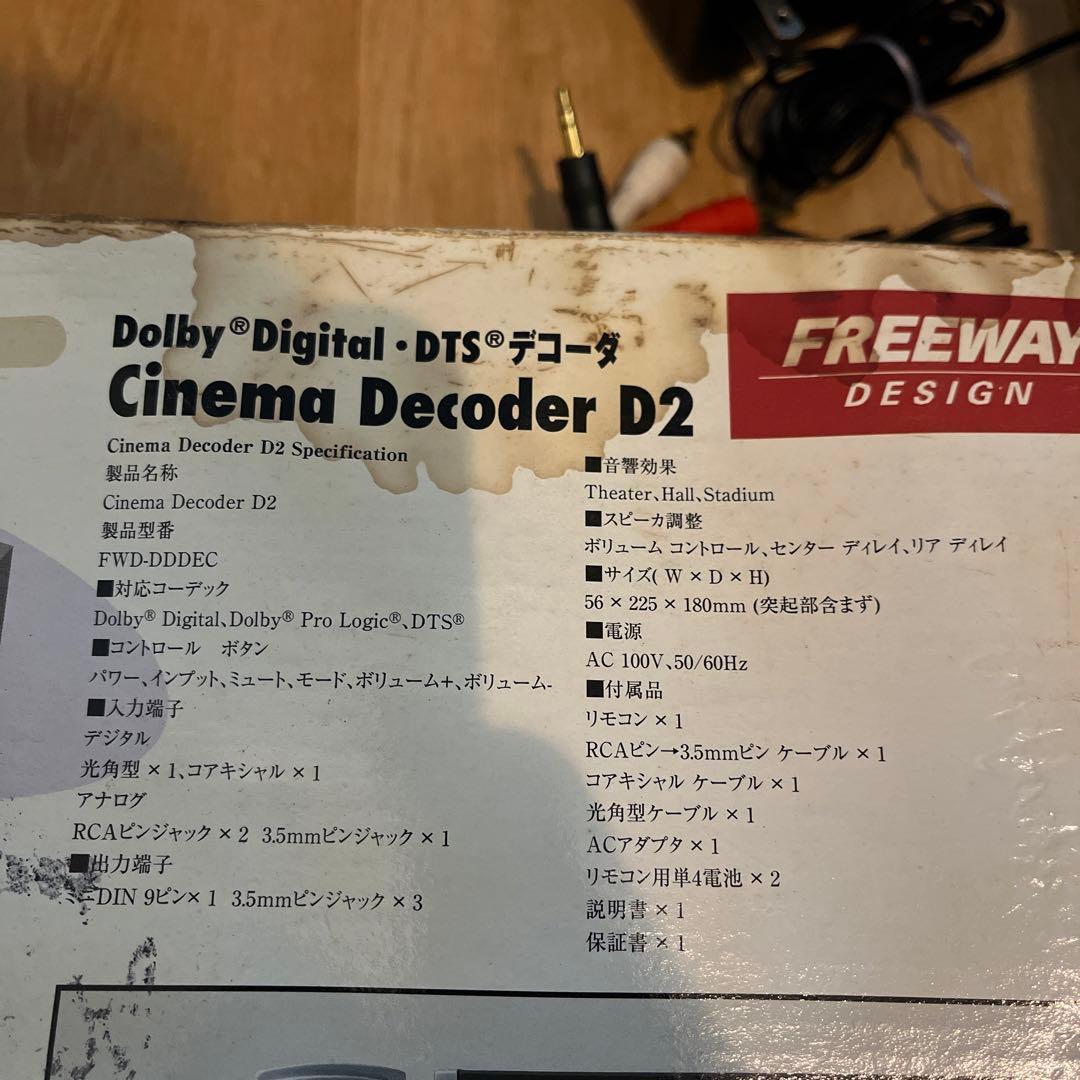 Dolby®Digital・DTS®デコーダ
Cinema Decoder D2
FREEWAY
DESIGN
Cinema Decoder D2 Specification
製品名称
Cinema Decoder D2
製品型番
FWD-DDDEC
■対応コーデック
Dolby® Digital、Dolby® Pro Logic®、DTS®
■コントロール ボタン
パワー、インプット、ミュート、モード、ボリューム+、ボリューム-
■入力端子
デジタル
光角型 × 1、コアキシャル × 1
アナログ
RCAピンジャック × 2 3.5mmピンジャック × 1
■出力端子
ミニDIN 9ピン× 1 3.5mmピンジャック × 3
■音響効果
Theater、Hall、Stadium
■スピーカ調整
ボリューム コントロール、センター ディレイ、リア ディレイ
■サイズ( W × D × H)
56 × 225 × 180mm (突起部含まず)
■電源
AC 100V、50/60Hz
■付属品
リモコン × 1
RCAピン→3.5mmピン ケーブル × 1
コアキシャル ケーブル × 1
光角型ケーブル × 1
ACアダプタ × 1
リモコン用単4電池 × 2
説明書 × 1
保証書 × 1